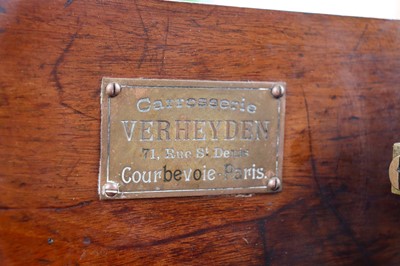 Carrosserie
VERHEYDEN
71, Rue St Denis
Courbevoie-Paris.